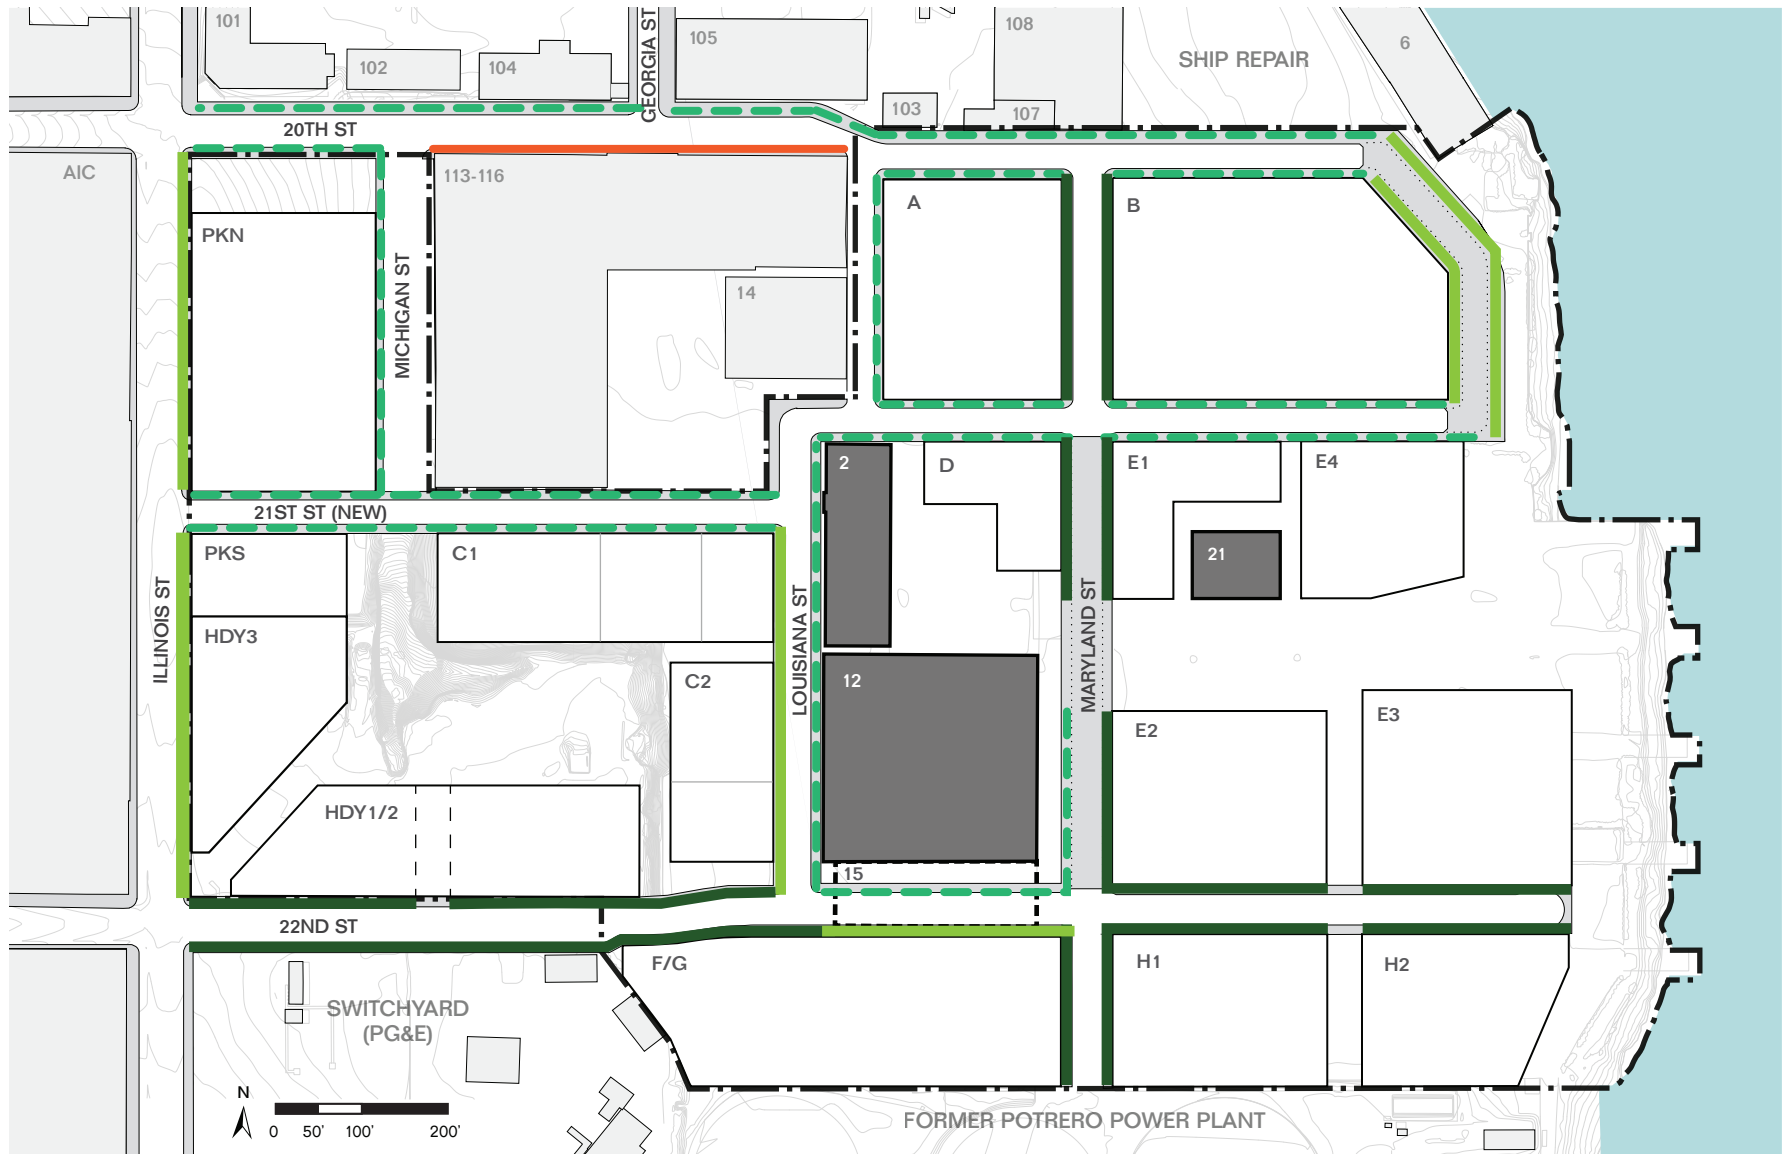 101
102
104
GEORGIA ST
105
108
103
107
SHIP REPAIR
6
20TH ST
AIC
113-116
PKN
MICHIGAN ST
14
A
B
2
D
E1
E4
21ST ST (NEW)
PKS
C1
21
ILLINOIS ST
HDY3
LOUISIANA ST
MARYLAND ST
C2
12
E2
E3
HDY1/2
15
22ND ST
F/G
H1
H2
SWITCHYARD
(PG&E)
N
0 50' 100' 200'
FORMER POTRERO POWER PLANT